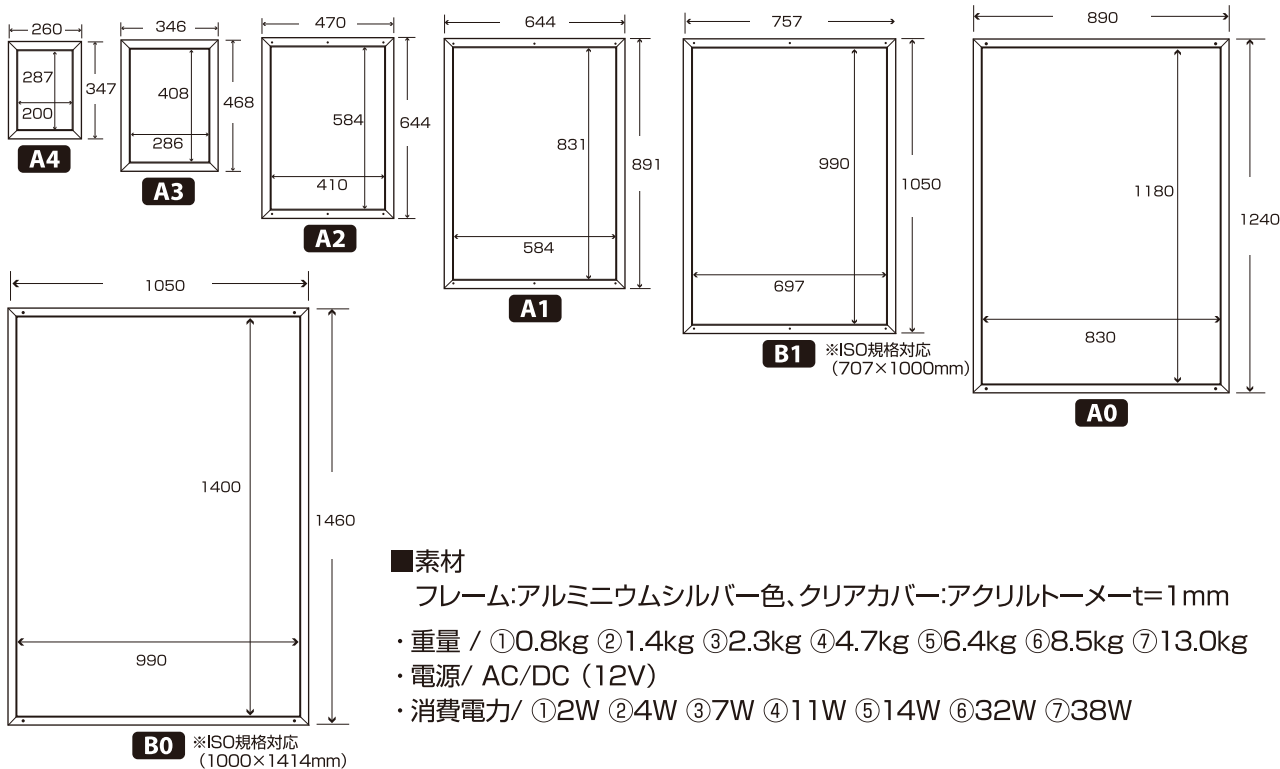 260
347
287
200
A4
346
468
408
286
A3
470
644
584
410
A2
644
891
831
584
A1
757
1050
990
697
B1
※ISO規格対応
(707×1000mm)
890
1240
1180
830
A0
1050
1460
1400
990
B0
※ISO規格対応
(1000×1414mm)
■素材
フレーム:アルミニウムシルバー色、クリアカバー:アクリルトーメーt=1mm
・重量 / ①0.8kg ②1.4kg ③2.3kg ④4.7kg ⑤6.4kg ⑥8.5kg ⑦13.0kg
・電源/ AC/DC (12V)
・消費電力/ ①2W ②4W ③7W ④11W ⑤14W ⑥32W ⑦38W